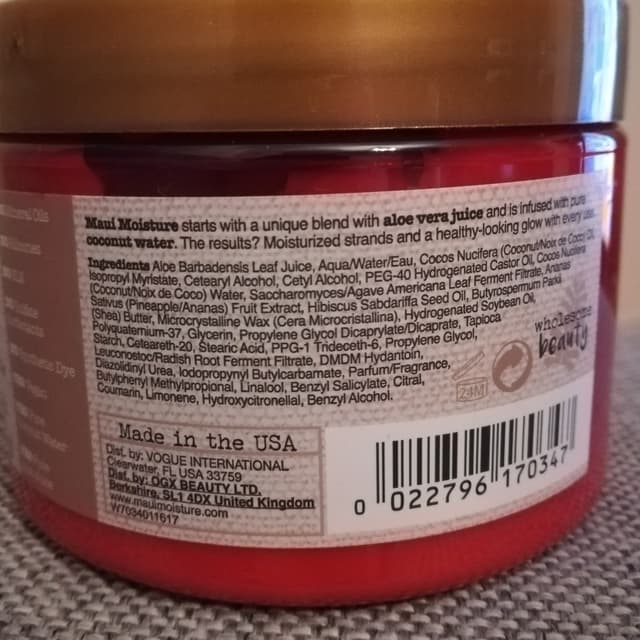 Maui Moisture starts with a unique blend with aloe vera juice and is infused with pure
coconut water. The results? Moisturized strands and a healthy-looking glow with every use.
Ingredients Aloe Barbadensis Leaf Juice, Aqua/Water/Eau, Cocos Nucifera (Coconut/Noix de Coco) Oil,
Isopropyl Myristate, Cetearyl Alcohol, Cetyl Alcohol, PEG-40 Hydrogenated Castor Oil, Cocos Nucifera
(Coconut/Noix de Coco) Water, Saccharomyces/Agave Americana Leaf Ferment Filtrate, Ananas
Sativus (Pineapple/Ananas) Fruit Extract, Hibiscus Sabdariffa Seed Oil, Butyrospermum Parkii
(Shea) Butter, Microcrystalline Wax (Cera Microcristallina), Hydrogenated Soybean Oil,
Polyquaternium-37, Glycerin, Propylene Glycol Dicaprylate/Dicaprate, Tapioca
Starch, Ceteareth-20, Stearic Acid, PPG-1 Trideceth-6, Propylene Glycol,
Leuconostoc/Radish Root Ferment Filtrate, DMDM Hydantoin,
Diazolidinyl Urea, Iodopropynyl Butylcarbamate, Parfum/Fragrance,
Butylphenyl Methylpropional, Linalool, Benzyl Salicylate, Citral,
Coumarin, Limonene, Hydroxycitronellal, Benzyl Alcohol.
wholesome
beauty
24M
Made in the USA
Dist. by: VOGUE INTERNATIONAL
Clearwater, FL USA 33759
Dist. by: OGX BEAUTY LTD.
Berkshire, SL1 4DX United Kingdom
www.mauimoisture.com
W7034011617
0 022796 170347
Mineral Oils
Dye